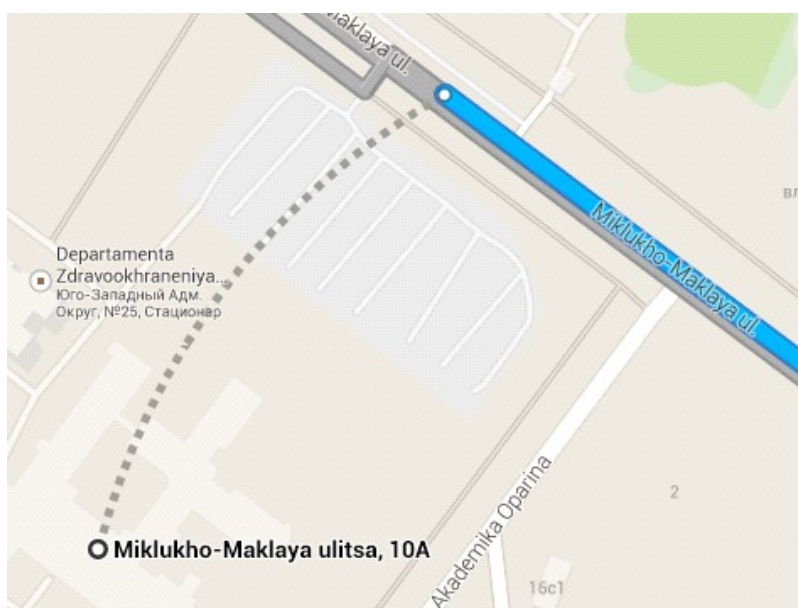 Maklaya ul.
Miklukho-Maklaya ul.
Departamenta
Zdravookhraneniya...
Юго-Западный Адм.
Округ, №25, Стационар
Miklukho-Maklaya ulitsa, 10A
Akademika Oparina
2
16с1